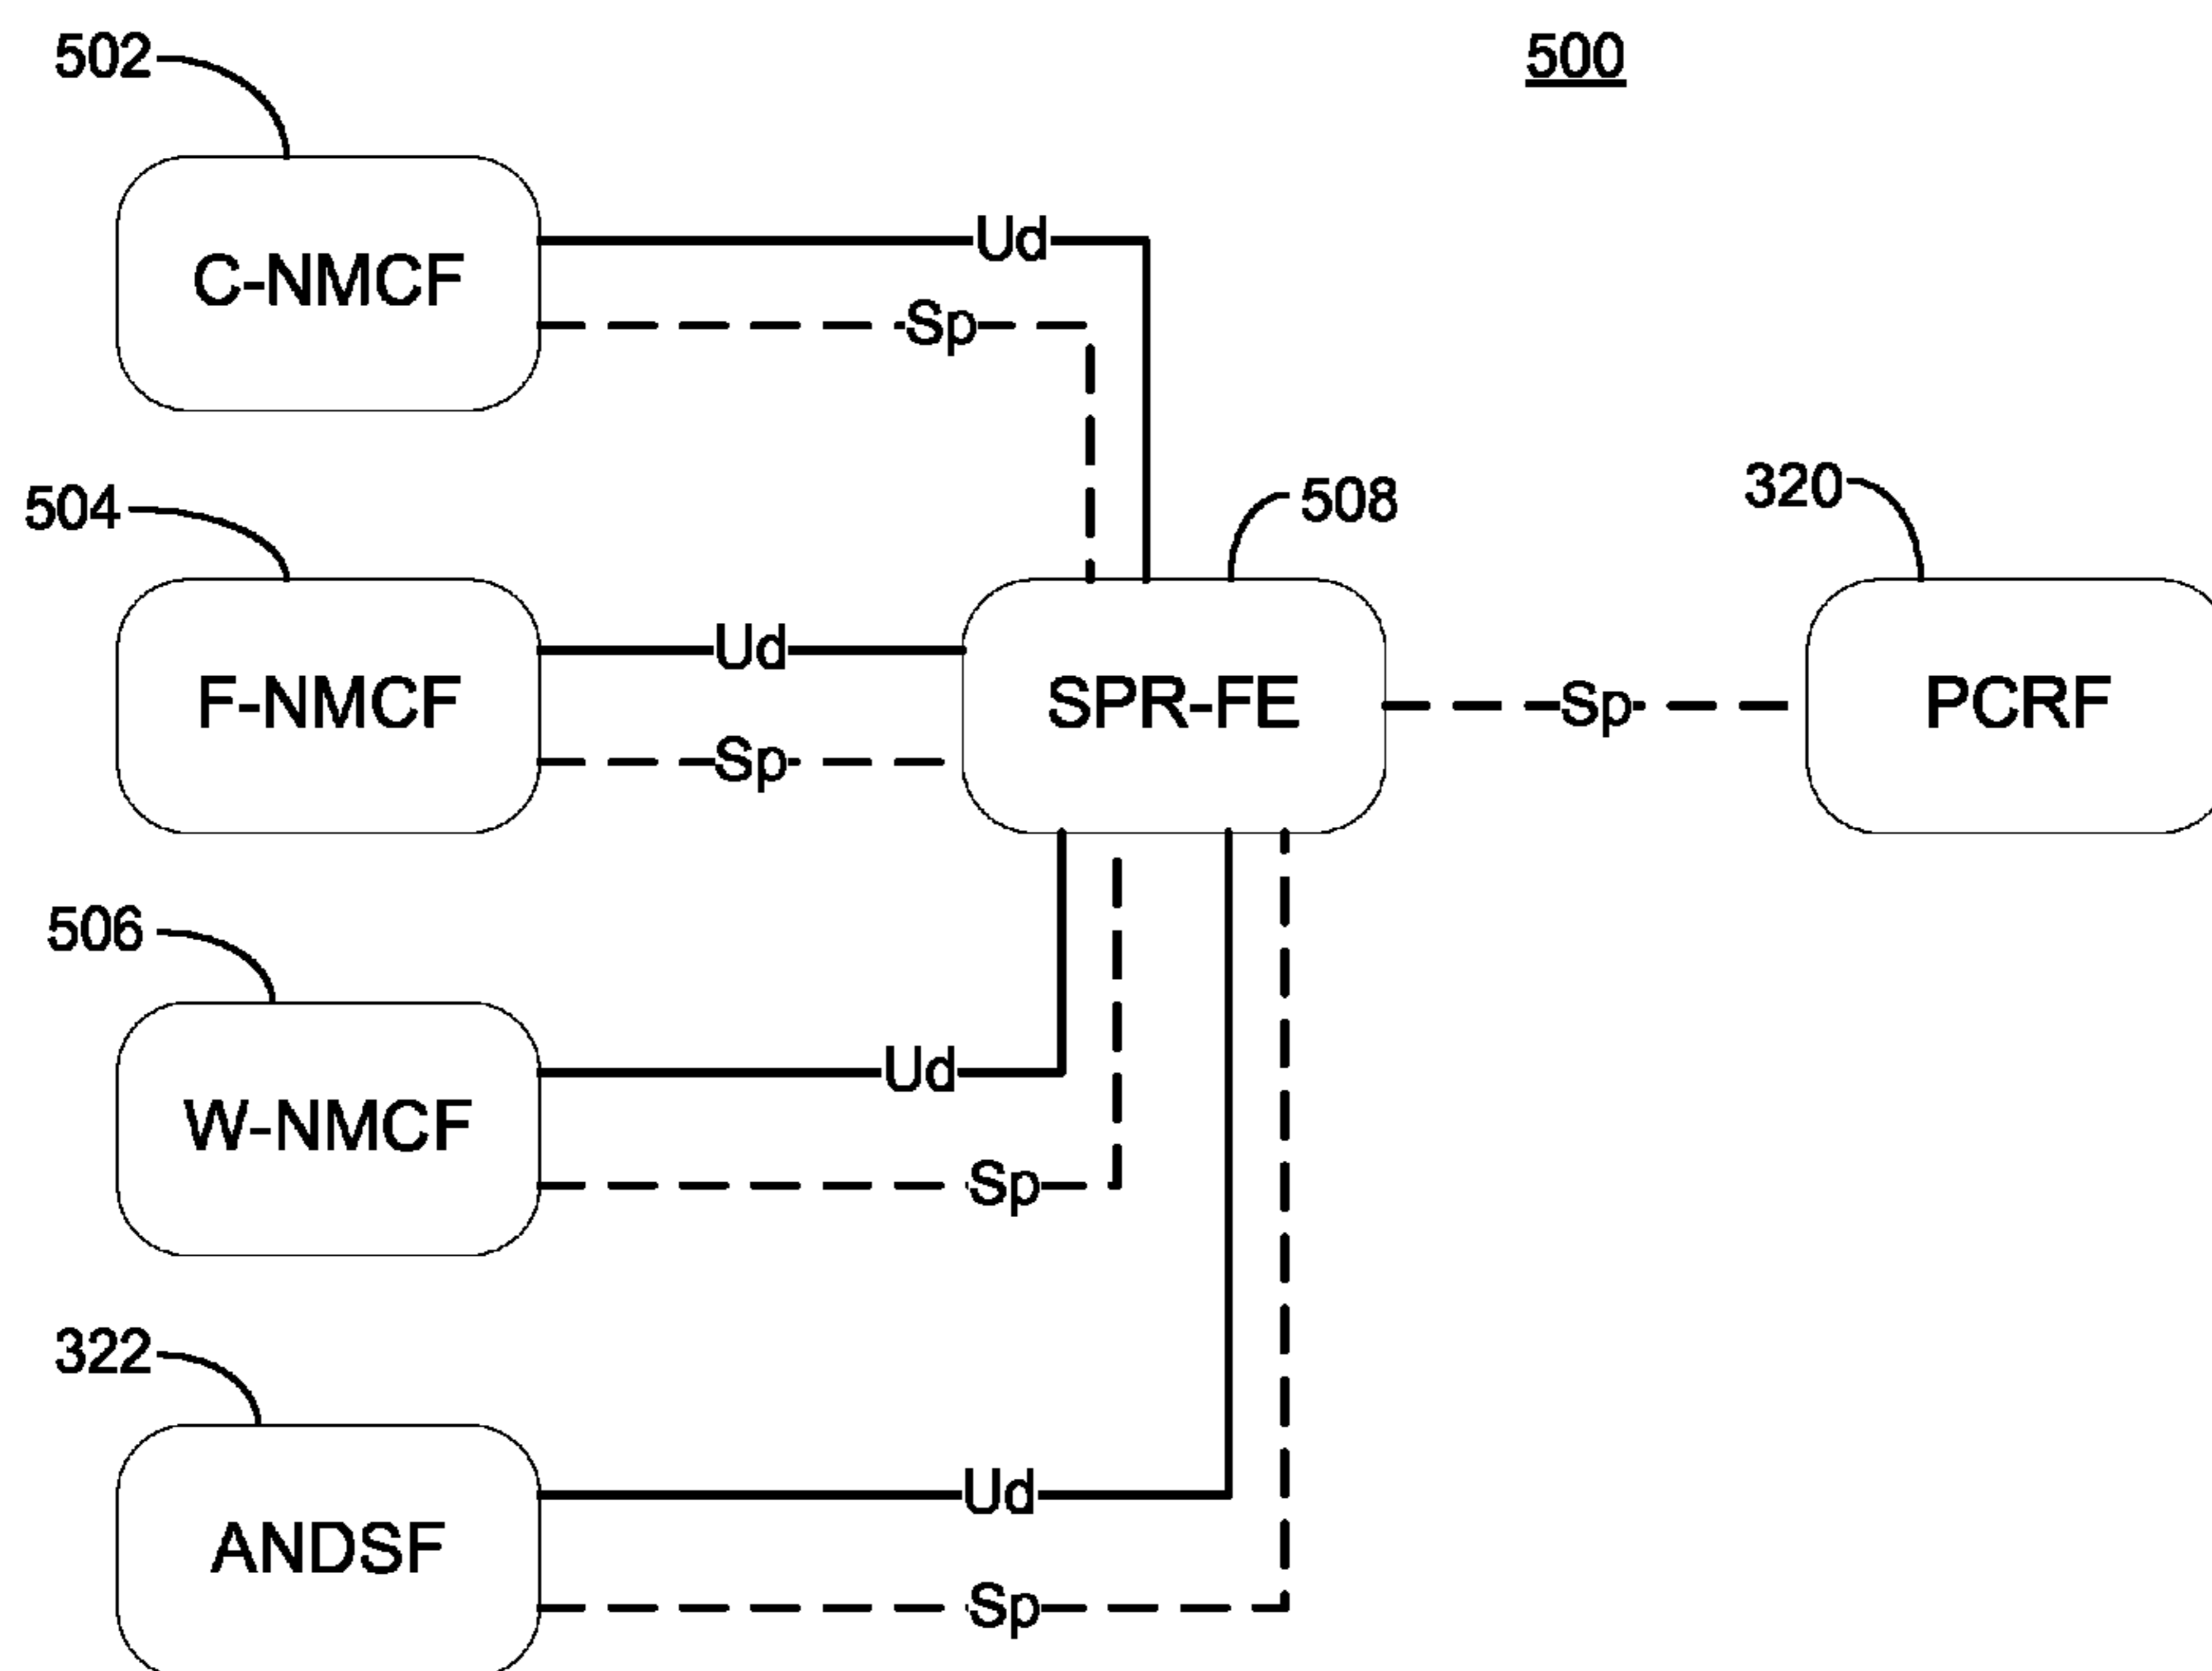 502
500
C-NMCF
Ud
Sp
504
508
320
F-NMCF
Ud
Sp
SPR-FE
Sp
PCRF
506
W-NMCF
Ud
Sp
322
ANDSF
Ud
Sp